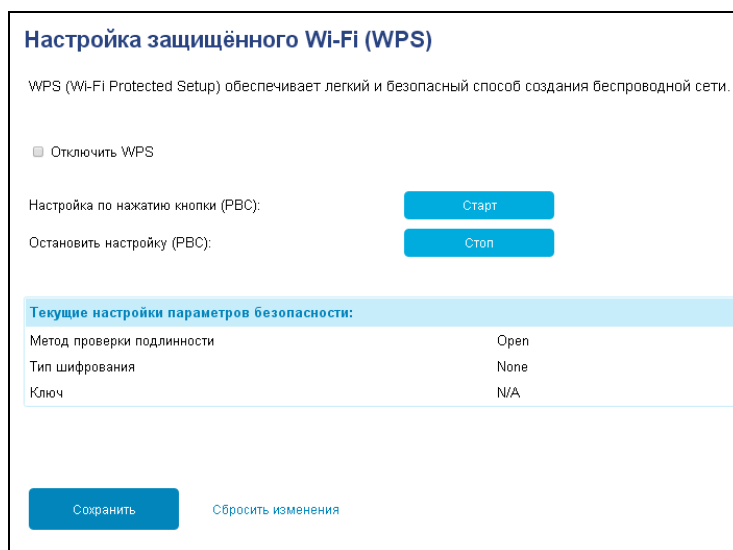 Настройка защищённого Wi-Fi (WPS)
WPS (Wi-Fi Protected Setup) обеспечивает легкий и безопасный способ создания беспроводной сети.
Отключить WPS
Настройка по нажатию кнопки (PBC): Старт
Остановить настройку (PBC): Стоп
Текущие настройки параметров безопасности:
Метод проверки подлинности Open
Тип шифрования None
Ключ N/A
Сохранить Сбросить изменения